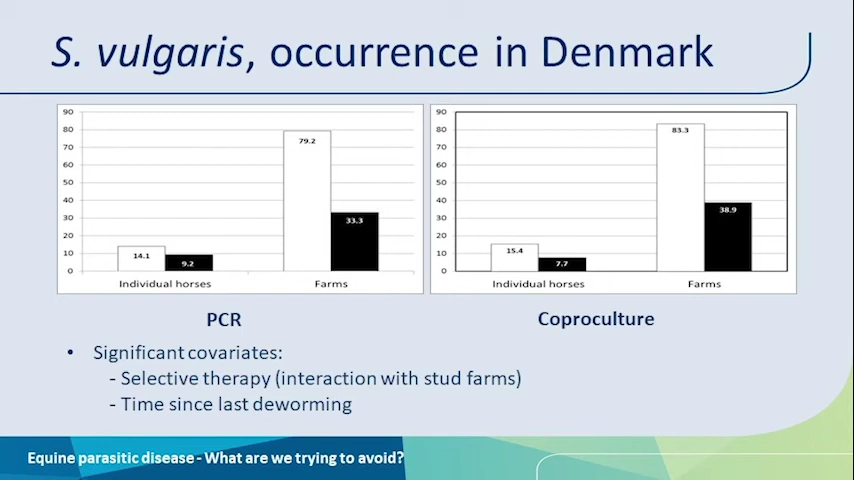 S. vulgaris, occurrence in Denmark
90
80
70
60
50
40
30
20
10
0
14.1
9.2
79.2
33.3
Individual horses
Farms
90
80
70
60
50
40
30
20
10
0
15.4
7.7
83.3
38.9
Individual horses
Farms
PCR
Coproculture
• Significant covariates:
- Selective therapy (interaction with stud farms)
- Time since last deworming
Equine parasitic disease - What are we trying to avoid?